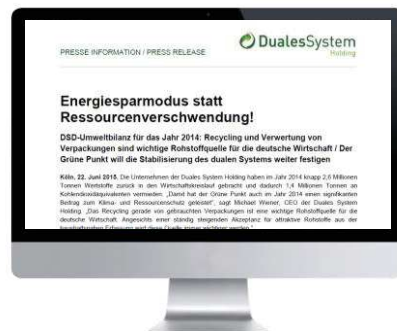 PRESSE INFORMATION / PRESS RELEASE
DualesSystem
Holding
Energiesparmodus statt
Ressourcenverschwendung!
DSD-Umweltbilanz für das Jahr 2014: Recycling und Verwertung von
Verpackungen sind wichtige Rohstoffquelle für die deutsche Wirtschaft / Der
Grüne Punkt will die Stabilisierung des dualen Systems weiter festigen
Köln, 22. Juni 2015. Die Unternehmen der Duales System Holding haben im Jahr 2014 knapp 2,6 Millionen
Tonnen Wertstoffe zurück in den Wirtschaftskreislauf gebracht und dadurch 1,4 Millionen Tonnen an
Kohlendioxidäquivalenten vermieden. „Damit hat der Grüne Punkt auch im Jahr 2014 einen signifikanten
Beitrag zum Klima- und Ressourcenschutz geleistet“, sagt Michael Wiener, CEO der Duales System
Holding. „Das Recycling gerade von gebrauchten Verpackungen ist eine wichtige Rohstoffquelle für die
deutsche Wirtschaft. Angesichts einer ständig steigenden Akzeptanz für attraktive Rohstoffe aus der